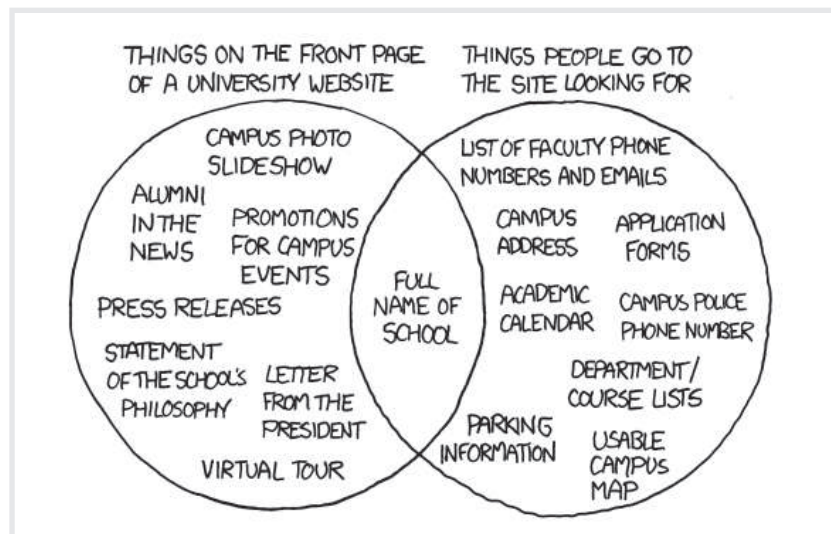 THINGS ON THE FRONT PAGE
OF A UNIVERSITY WEBSITE
THINGS PEOPLE GO TO
THE SITE LOOKING FOR
CAMPUS PHOTO
SLIDESHOW
ALUMNI
IN THE
NEWS
PROMOTIONS
FOR CAMPUS
EVENTS
PRESS RELEASES
STATEMENT
OF THE SCHOOL'S
PHILOSOPHY
LETTER
FROM THE
PRESIDENT
VIRTUAL TOUR
FULL
NAME OF
SCHOOL
LIST OF FACULTY PHONE
NUMBERS AND EMAILS
CAMPUS
ADDRESS
APPLICATION
FORMS
ACADEMIC
CALENDAR
CAMPUS POLICE
PHONE NUMBER
DEPARTMENT/
COURSE LISTS
PARKING
INFORMATION
USABLE
CAMPUS
MAP